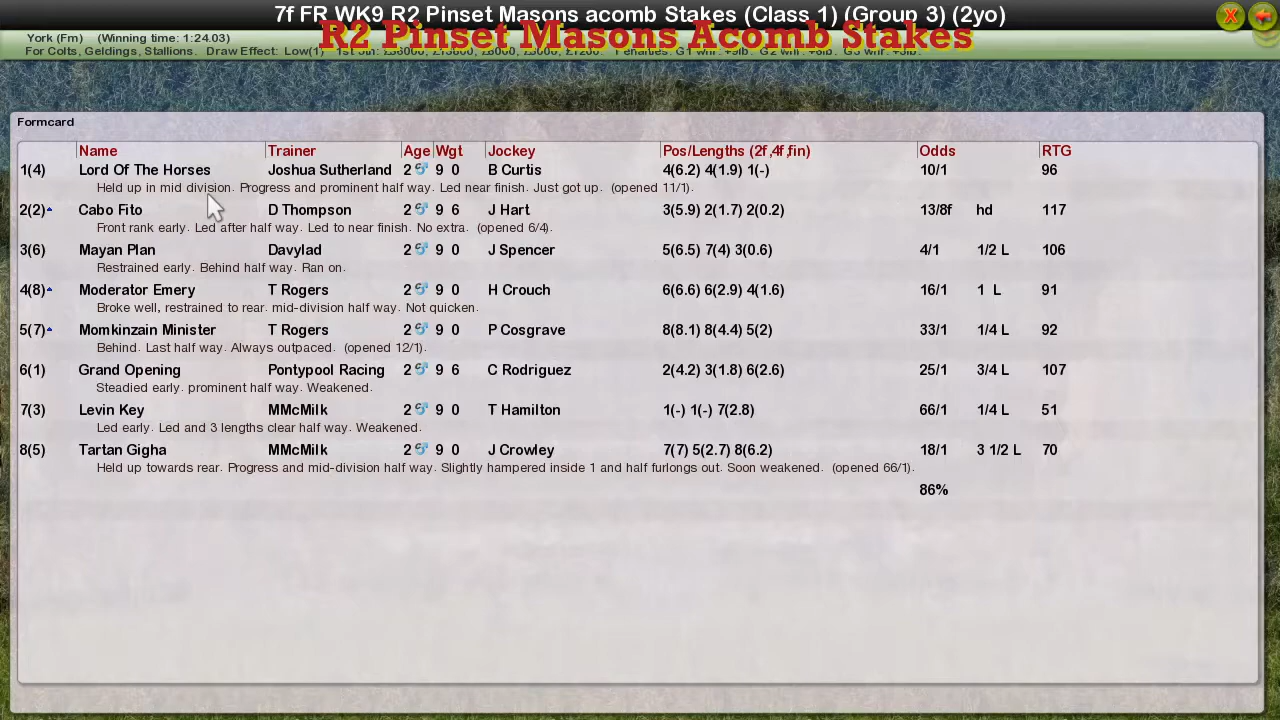 7f FR WK9 R2 Pinset Masons acomb Stakes (Class 1) (Group 3) (2yo)
R2 Pinset Masons Acomb Stakes
York (Fm) (Winning time: 1:24.03)
For Colts, Geldings, Stallions. Draw Effect: Low(1)
Formcard
Name Trainer Age Wgt Jockey Pos/Lengths (2f,4f,fin) Odds RTG
1(4) Lord Of The Horses Joshua Sutherland 2 9 0 B Curtis 4(6.2) 4(1.9) 1(-) 10/1 96
Held up in mid division. Progress and prominent half way. Led near finish. Just got up. (opened 11/1).
2(2) Cabo Fito D Thompson 2 9 6 J Hart 3(5.9) 2(1.7) 2(0.2) 13/8f hd 117
Front rank early. Led after half way. Led to near finish. No extra. (opened 6/4).
3(6) Mayan Plan Davylad 2 9 0 J Spencer 5(6.5) 7(4) 3(0.6) 4/1 1/2 L 106
Restrained early. Behind half way. Ran on.
4(8) Moderator Emery T Rogers 2 9 0 H Crouch 6(6.6) 6(2.9) 4(1.6) 16/1 1 L 91
Broke well, restrained to rear. mid-division half way. Not quicken.
5(7) Momkinzain Minister T Rogers 2 9 0 P Cosgrave 8(8.1) 8(4.4) 5(2) 33/1 1/4 L 92
Behind. Last half way. Always outpaced. (opened 12/1).
6(1) Grand Opening Pontypool Racing 2 9 6 C Rodriguez 2(4.2) 3(1.8) 6(2.6) 25/1 3/4 L 107
Steadied early. prominent half way. Weakened.
7(3) Levin Key MMcMilk 2 9 0 T Hamilton 1(-) 1(-) 7(2.8) 66/1 1/4 L 51
Led early. Led and 3 lengths clear half way. Weakened.
8(5) Tartan Gigha MMcMilk 2 9 0 J Crowley 7(7) 5(2.7) 8(6.2) 18/1 3 1/2 L 70
Held up towards rear. Progress and mid-division half way. Slightly hampered inside 1 and half furlongs out. Soon weakened. (opened 66/1).
86%